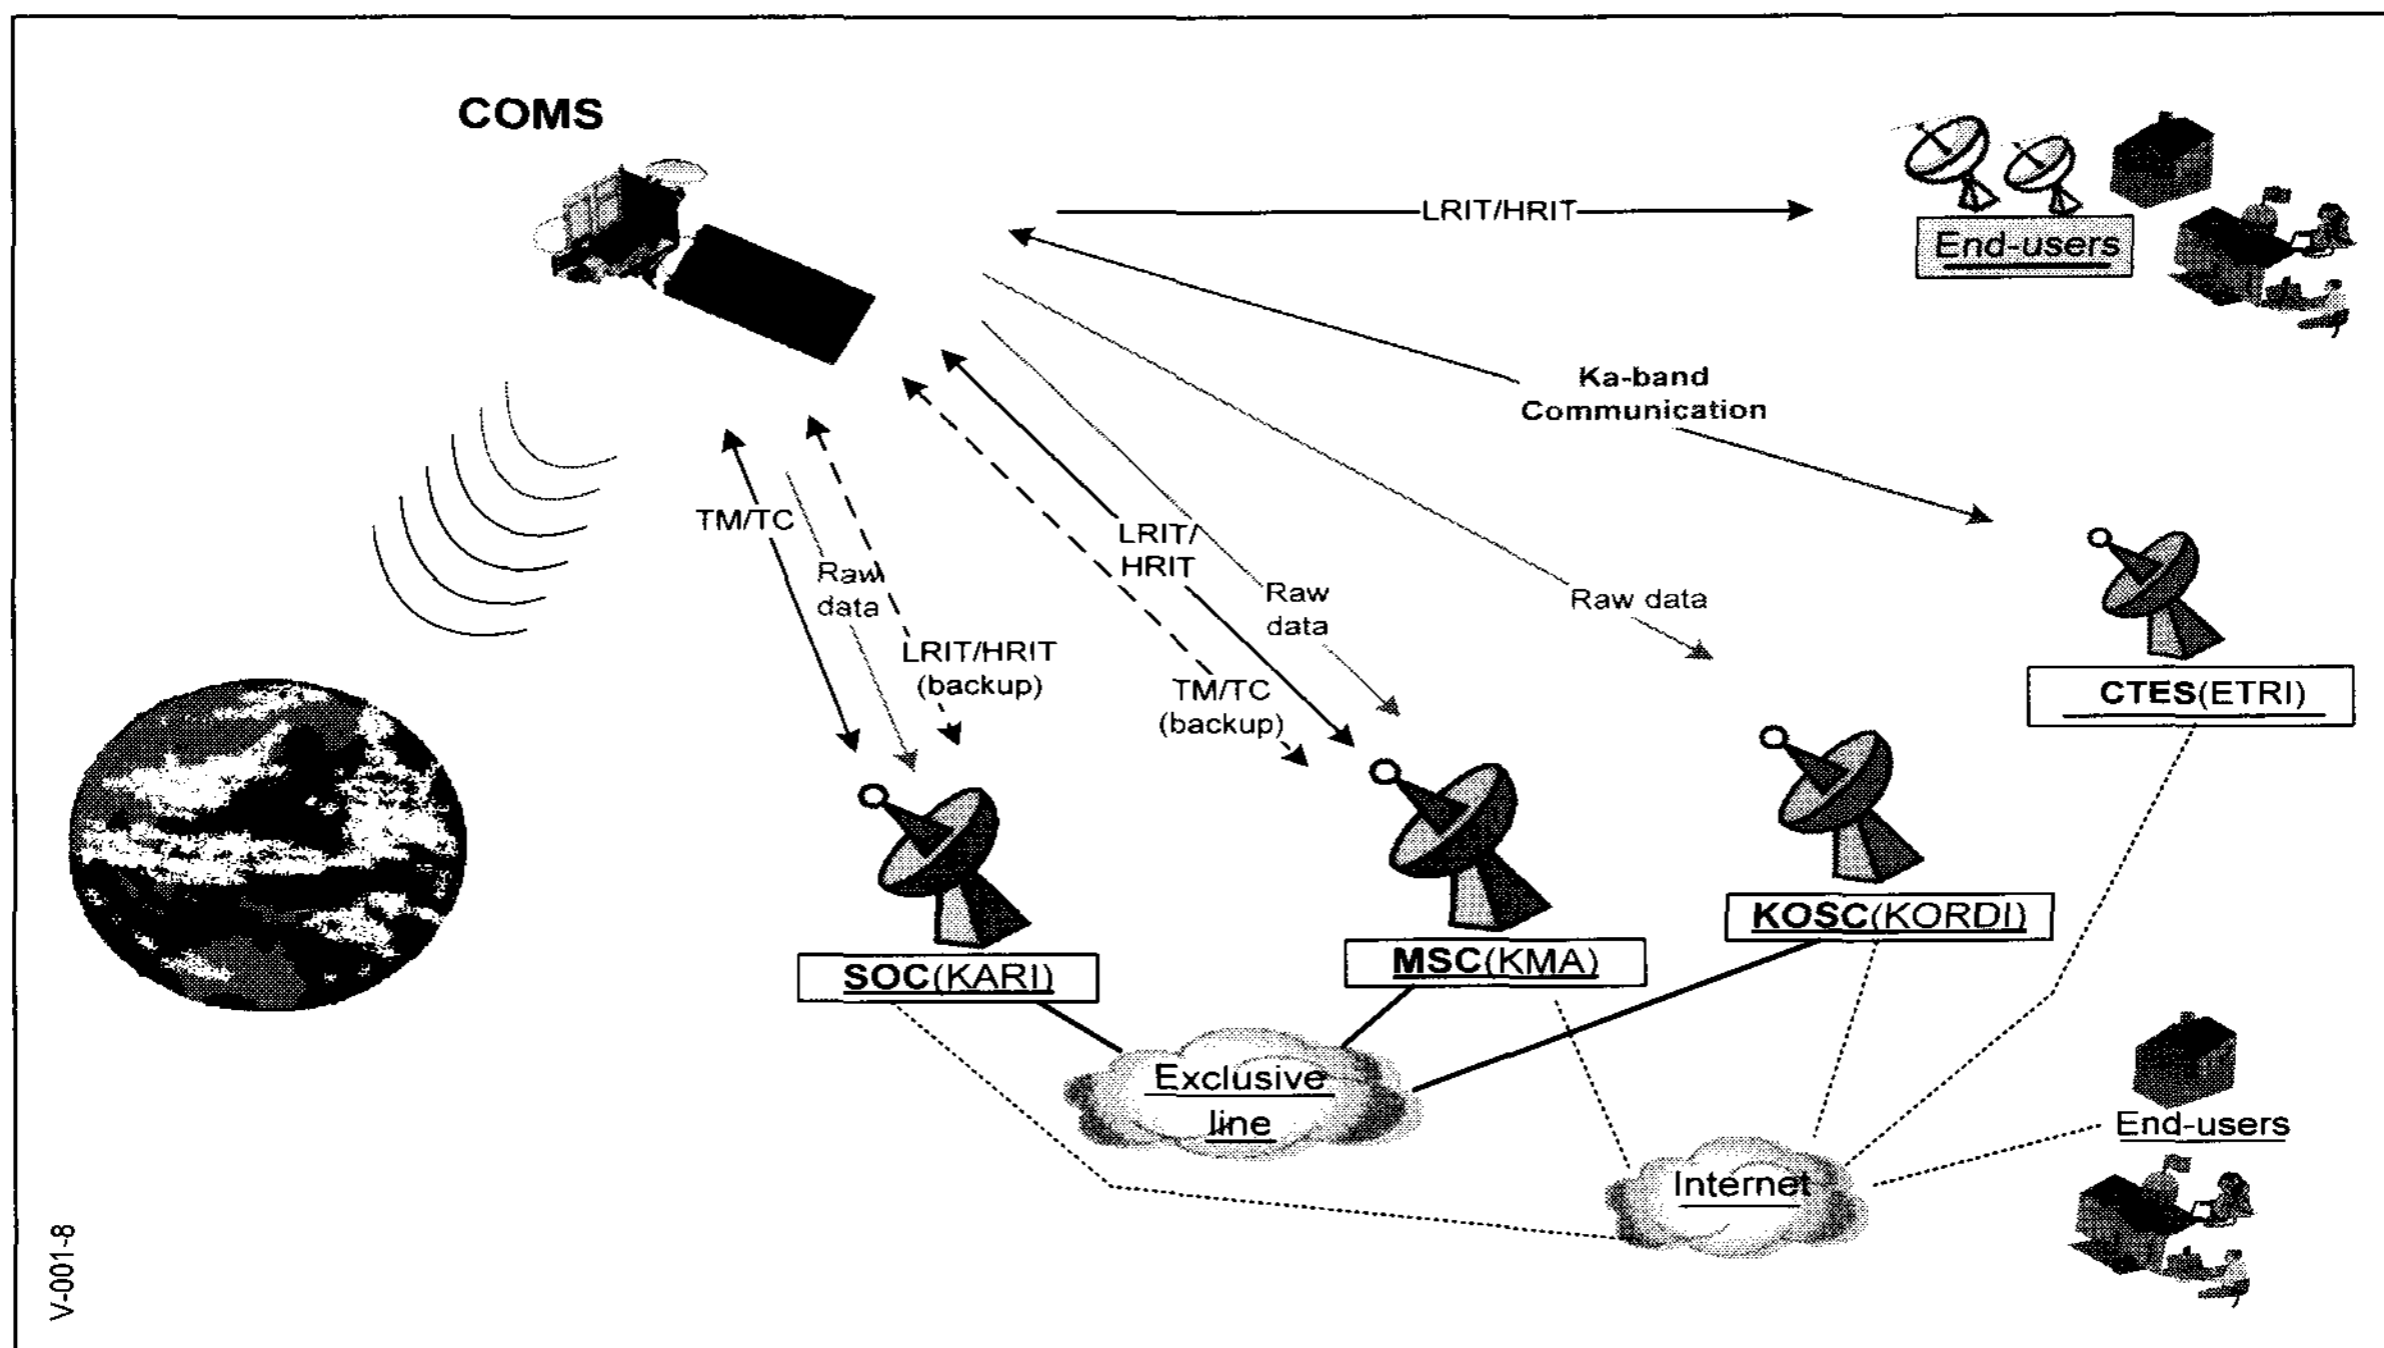 COMS
LRIT/HRIT
End-users
Ka-band
Communication
TM/TC
Raw
data
LRIT/HRIT
(backup)
LRIT/
HRIT
TM/TC
(backup)
Raw
data
Raw data
CTES(ETRI)
KOSC(KORDI)
MSC(KMA)
SOC(KARI)
Exclusive
line
Internet
End-users
V-001-8